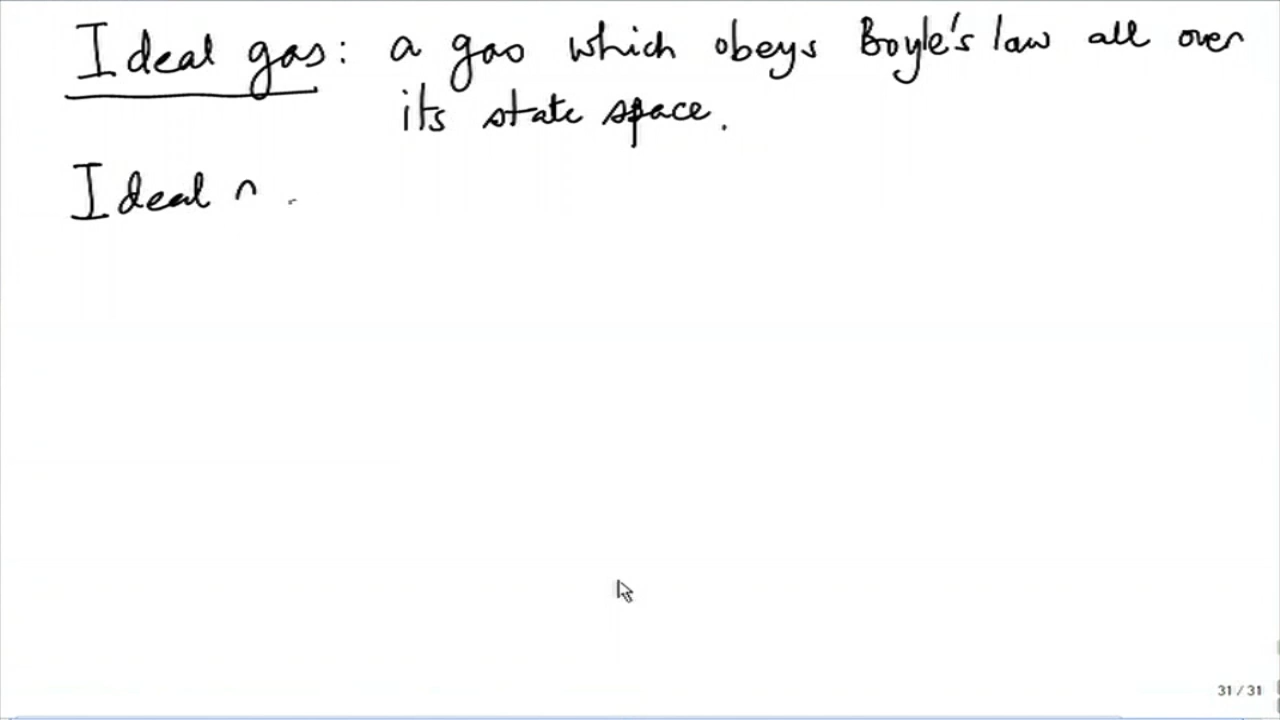 Ideal gas: a gas which obeys Boyle's law all over
its state space.
Ideal
31 / 31